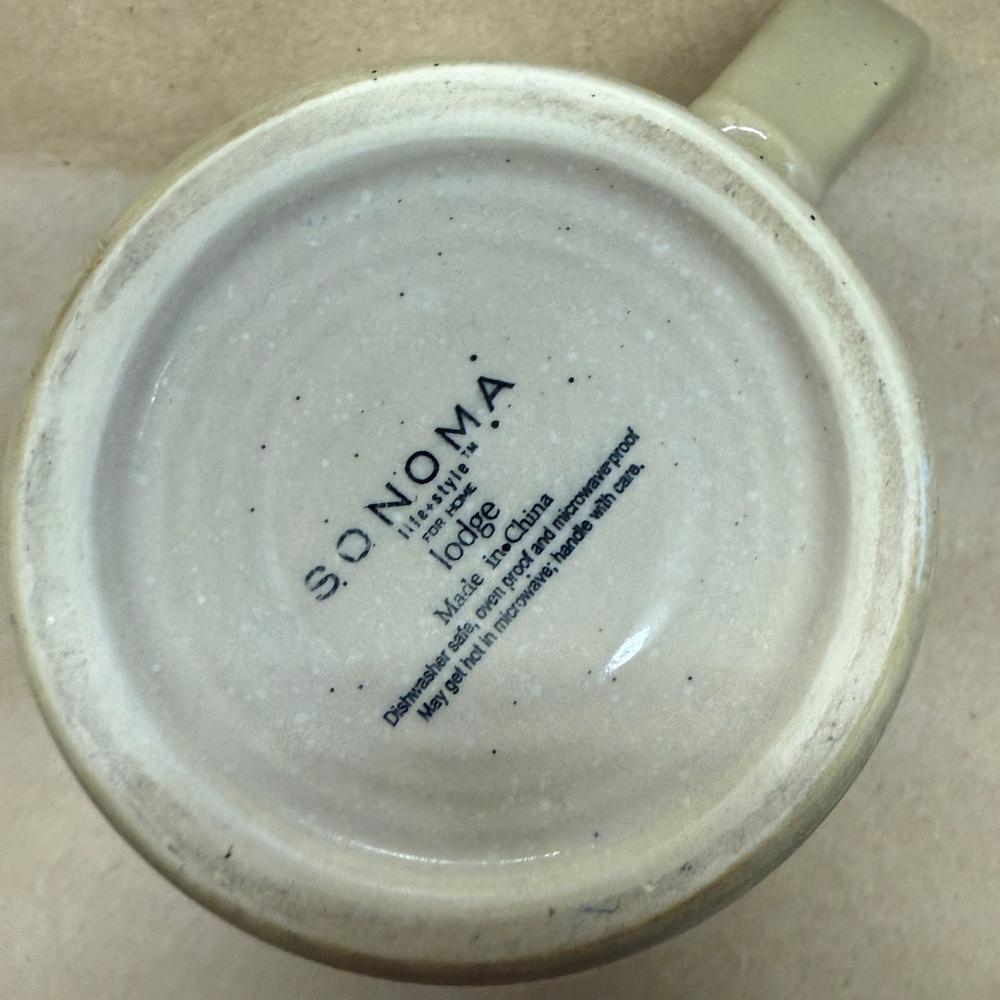 SONOMA
life+style™
FOR HOME
lodge
Made in China
Dishwasher safe, oven proof and microwave proof
May get hot in microwave; handle with care.